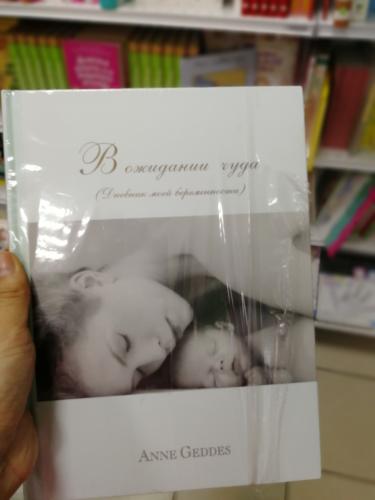 В ожидании чуда
(Дневник моей беременности)
ANNE GEDDES